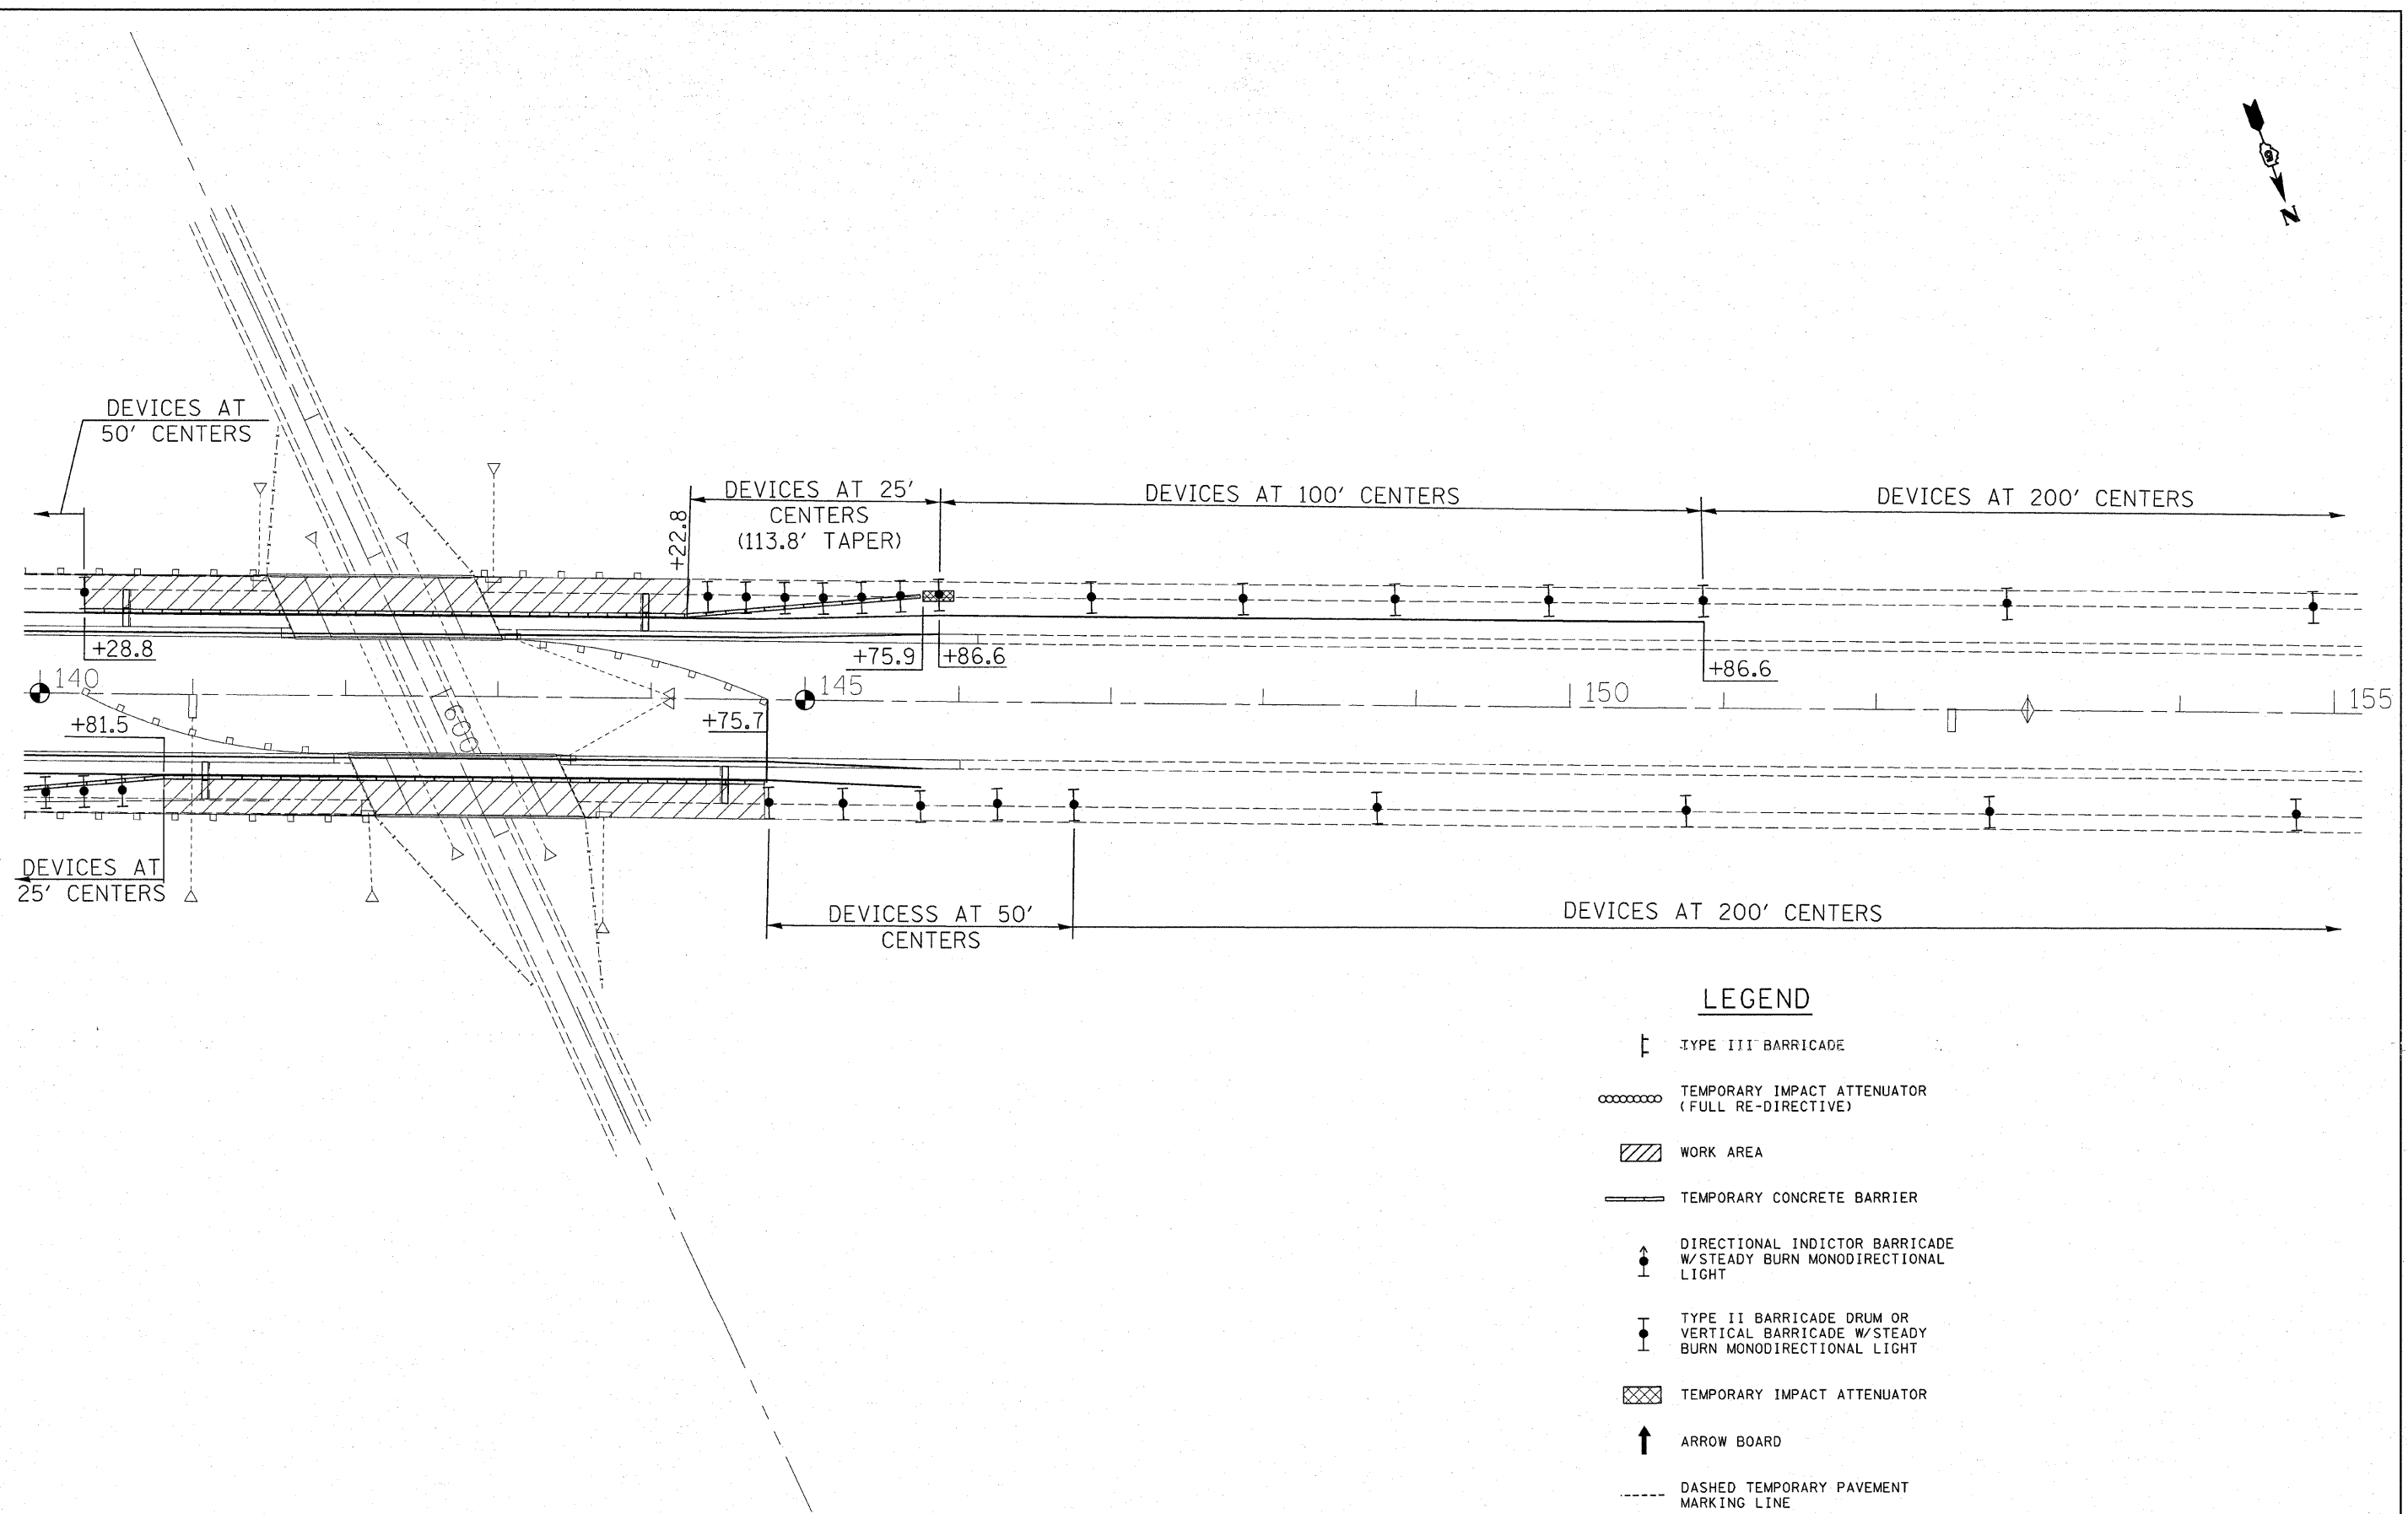 N
DEVICES AT
50' CENTERS
DEVICES AT 25'
CENTERS
(113.8' TAPER)
DEVICES AT 100' CENTERS
DEVICES AT 200' CENTERS
+22.8
+28.8
+75.9
+86.6
+86.6
140
145
150
155
+81.5
600
+75.7
DEVICES AT
25' CENTERS
DEVICESS AT 50'
CENTERS
DEVICES AT 200' CENTERS
LEGEND
TYPE III BARRICADE
TEMPORARY IMPACT ATTENUATOR
(FULL RE-DIRECTIVE)
WORK AREA
TEMPORARY CONCRETE BARRIER
DIRECTIONAL INDICTOR BARRICADE
W/STEADY BURN MONODIRECTIONAL
LIGHT
TYPE II BARRICADE DRUM OR
VERTICAL BARRICADE W/STEADY
BURN MONODIRECTIONAL LIGHT
TEMPORARY IMPACT ATTENUATOR
ARROW BOARD
DASHED TEMPORARY PAVEMENT
MARKING LINE